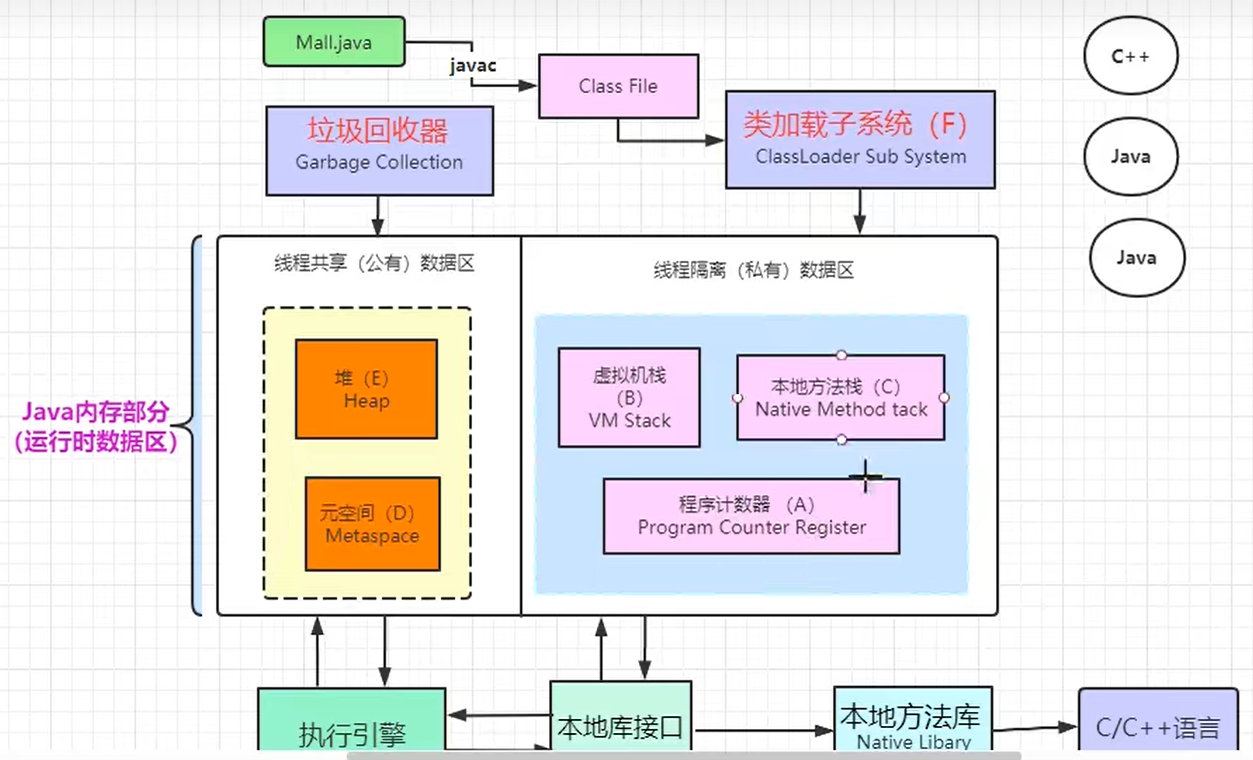 Mall.java
javac
Class File
C++
垃圾回收器
Garbage Collection
类加载子系统（F）
ClassLoader Sub System
Java
Java
线程共享（公有）数据区
线程隔离（私有）数据区
堆（E）
Heap
虚拟机栈
（B）
VM Stack
本地方法栈（C）
Native Method tack
Java内存部分
（运行时数据区）
元空间（D）
Metaspace
程序计数器 （A）
Program Counter Register
执行引擎
本地库接口
本地方法库
Native Libary
C/C++语言